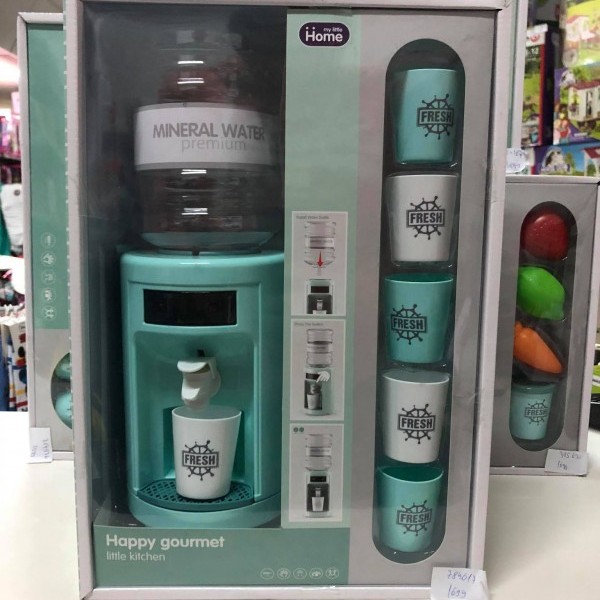 my little
Home
MINERAL WATER
premium
FRESH
FRESH
FRESH
FRESH
FRESH
FRESH
FRESH
Happy gourmet
little kitchen